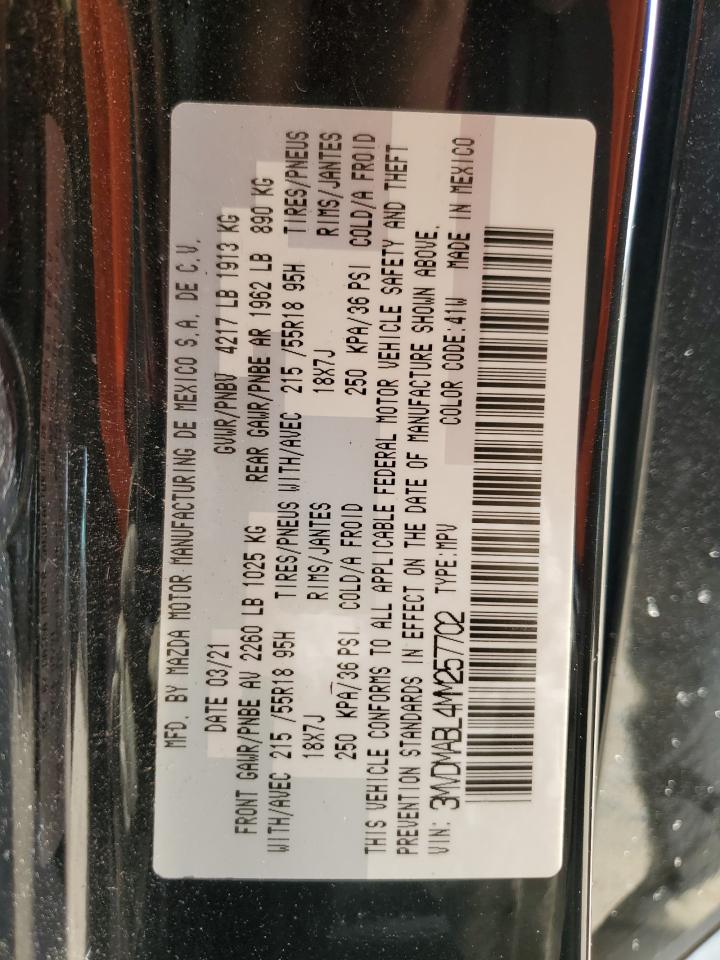 MFD. BY MAZDA MOTOR MANUFACTURING DE MEXICO S.A. DE C.V.
DATE 03/21 GVWR/PNBV 4217 LB 1913 KG
FRONT GAWR/PNBE AV 2260 LB 1025 KG REAR GAWR/PNBE AR 1962 LB 890 KG
WITH/AVEC 215 /55R18 95H TIRES/PNEUS WITH/AVEC 215 /55R18 95H TIRES/PNEUS
18X7J RIMS/JANTES 18X7J RIMS/JANTES
250 KPA/36 PSI COLD/A FROID 250 KPA/36 PSI COLD/A FROID
THIS VEHICLE CONFORMS TO ALL APPLICABLE FEDERAL MOTOR VEHICLE SAFETY AND THEFT
PREVENTION STANDARDS IN EFFECT ON THE DATE OF MANUFACTURE SHOWN ABOVE.
VIN: 3MVDMABL4MM257702 TYPE:MPV COLOR CODE:41W MADE IN MEXICO